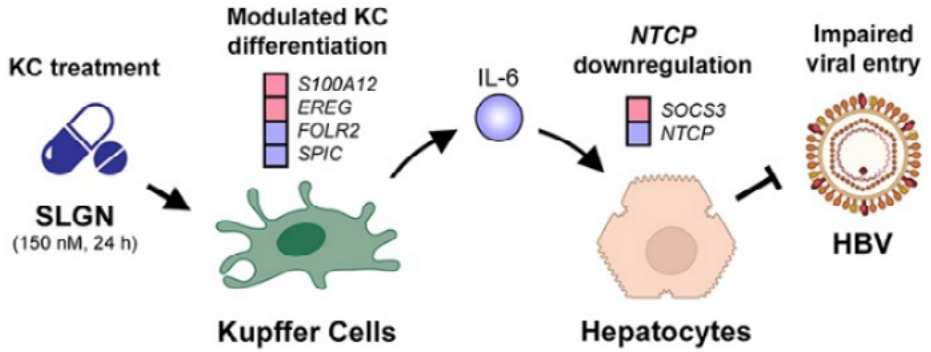 KC treatment
SLGN
(150 nM, 24 h)
Modulated KC
differentiation
S100A12
EREG
FOLR2
SPIC
Kupffer Cells
IL-6
NTCP
downregulation
SOCS3
NTCP
Hepatocytes
Impaired
viral entry
HBV